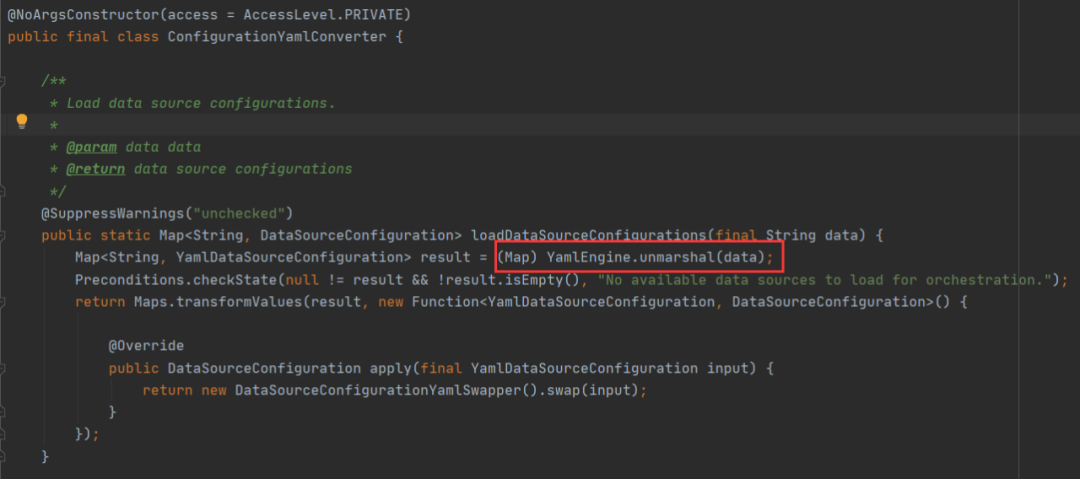 @NoArgsConstructor(access = AccessLevel.PRIVATE)
public final class ConfigurationYamlConverter {
/**
* Load data source configurations.
*
* @param data data
* @return data source configurations
*/
@SuppressWarnings("unchecked")
public static Map<String, DataSourceConfiguration> loadDataSourceConfigurations(final String data) {
Map<String, YamlDataSourceConfiguration> result = (Map) YamlEngine.unmarshal(data);
Preconditions.checkState(null != result && !result.isEmpty(), "No available data sources to load for orchestration.");
return Maps.transformValues(result, new Function<YamlDataSourceConfiguration, DataSourceConfiguration>() {
@Override
public DataSourceConfiguration apply(final YamlDataSourceConfiguration input) {
return new DataSourceConfigurationYamlSwapper().swap(input);
}
});
}